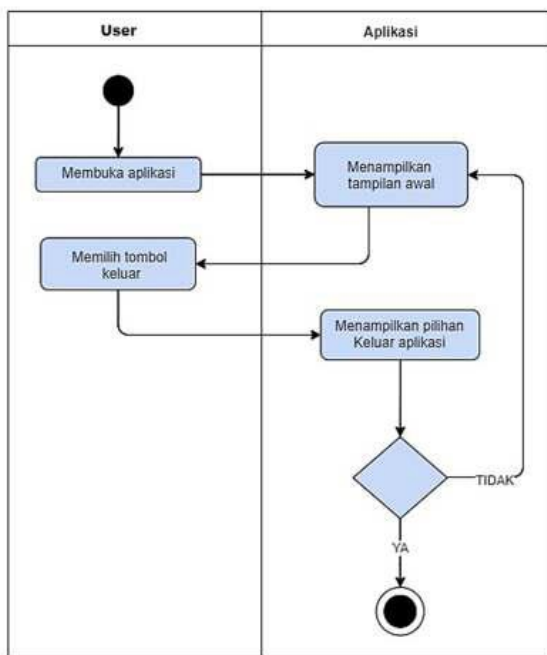 User
Aplikasi
Membuka aplikasi
Menampilkan
tampilan awal
Memilih tombol
keluar
Menampilkan pilihan
Keluar aplikasi
TIDAK
YA